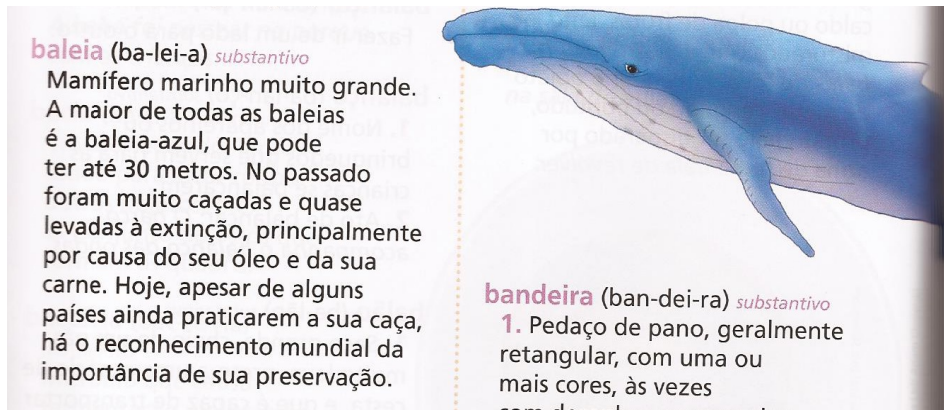 baleia (ba-lei-a) substantivo
Mamífero marinho muito grande.
A maior de todas as baleias
é a baleia-azul, que pode
ter até 30 metros. No passado
foram muito caçadas e quase
levadas à extinção, principalmente
por causa do seu óleo e da sua
carne. Hoje, apesar de alguns
países ainda praticarem a sua caça,
há o reconhecimento mundial da
importância de sua preservação.
bandeira (ban-dei-ra) substantivo
1. Pedaço de pano, geralmente
retangular, com uma ou
mais cores, às vezes